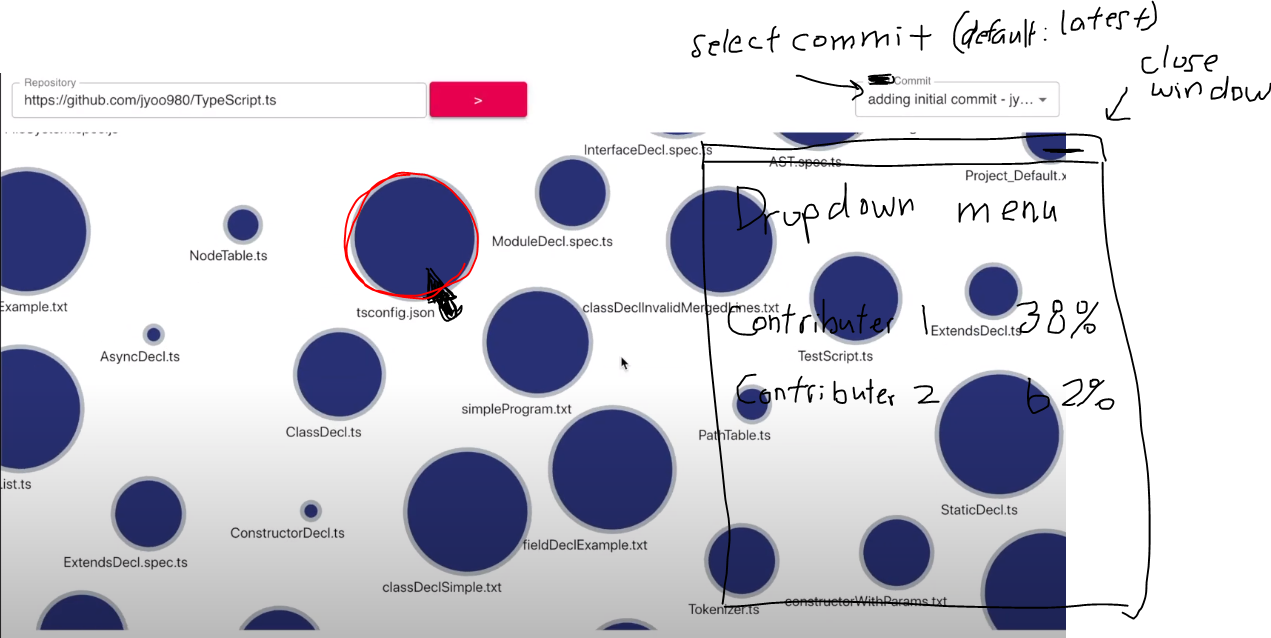 select commit (default: latest)
close
window
Repository
https://github.com/jyoo980/TypeScript.ts
>
Commit
adding initial commit - jy...
InterfaceDecl.spec.ts
AST.spec.ts
Project_Default.x
Dropdown menu
NodeTable.ts
ModuleDecl.spec.ts
Example.txt
tsconfig.json
classDeclInvalidMergedLines.txt
Contributer 1 38%
ExtendsDecl.ts
AsyncDecl.ts
TestScript.ts
Contributer 2 62%
simpleProgram.txt
ClassDecl.ts
PathTable.ts
List.ts
StaticDecl.ts
ConstructorDecl.ts
fieldDeclExample.txt
ExtendsDecl.spec.ts
classDeclSimple.txt
Tokenizer.ts
constructorWithParams.txt